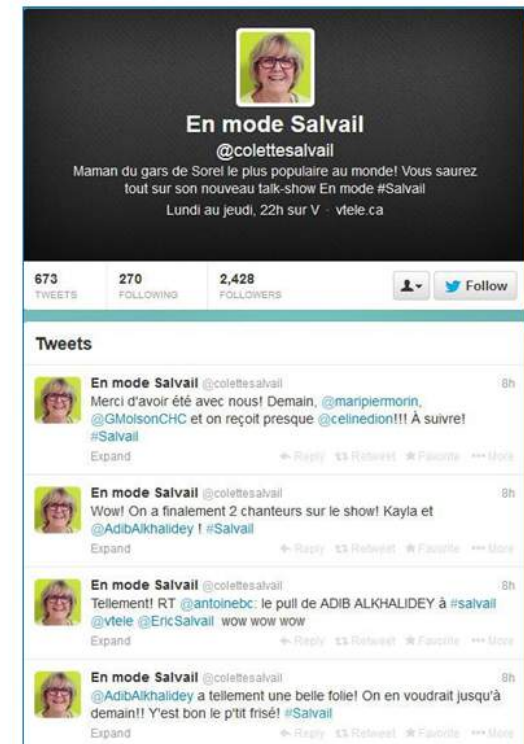 En mode Salvail
@colettesalvail
Maman du gars de Sorel le plus populaire au monde! Vous saurez
tout sur son nouveau talk-show En mode #Salvail
Lundi au jeudi, 22h sur V · vtele.ca
673
TWEETS
270
FOLLOWING
2,428
FOLLOWERS
Follow
Tweets
En mode Salvail @colettesalvail 8h
Merci d'avoir été avec nous! Demain, @maripiermorin,
@GMolsonCHC et on reçoit presque @celinedion!!! À suivre!
#Salvail
Expand Reply Retweet Favorite More
En mode Salvail @colettesalvail 8h
Wow! On a finalement 2 chanteurs sur le show! Kayla et
@AdibAlkhalidey ! #Salvail
Expand Reply Retweet Favorite More
En mode Salvail @colettesalvail 8h
Tellement! RT @antoinebc: le pull de ADIB ALKHALIDEY à #salvail
@vtele @EricSalvail wow wow wow
Expand Reply Retweet Favorite More
En mode Salvail @colettesalvail 8h
@AdibAlkhalidey a tellement une belle folie! On en voudrait jusqu'à
demain!! Y'est bon le p'tit frisé! #Salvail
Expand Reply Retweet Favorite More